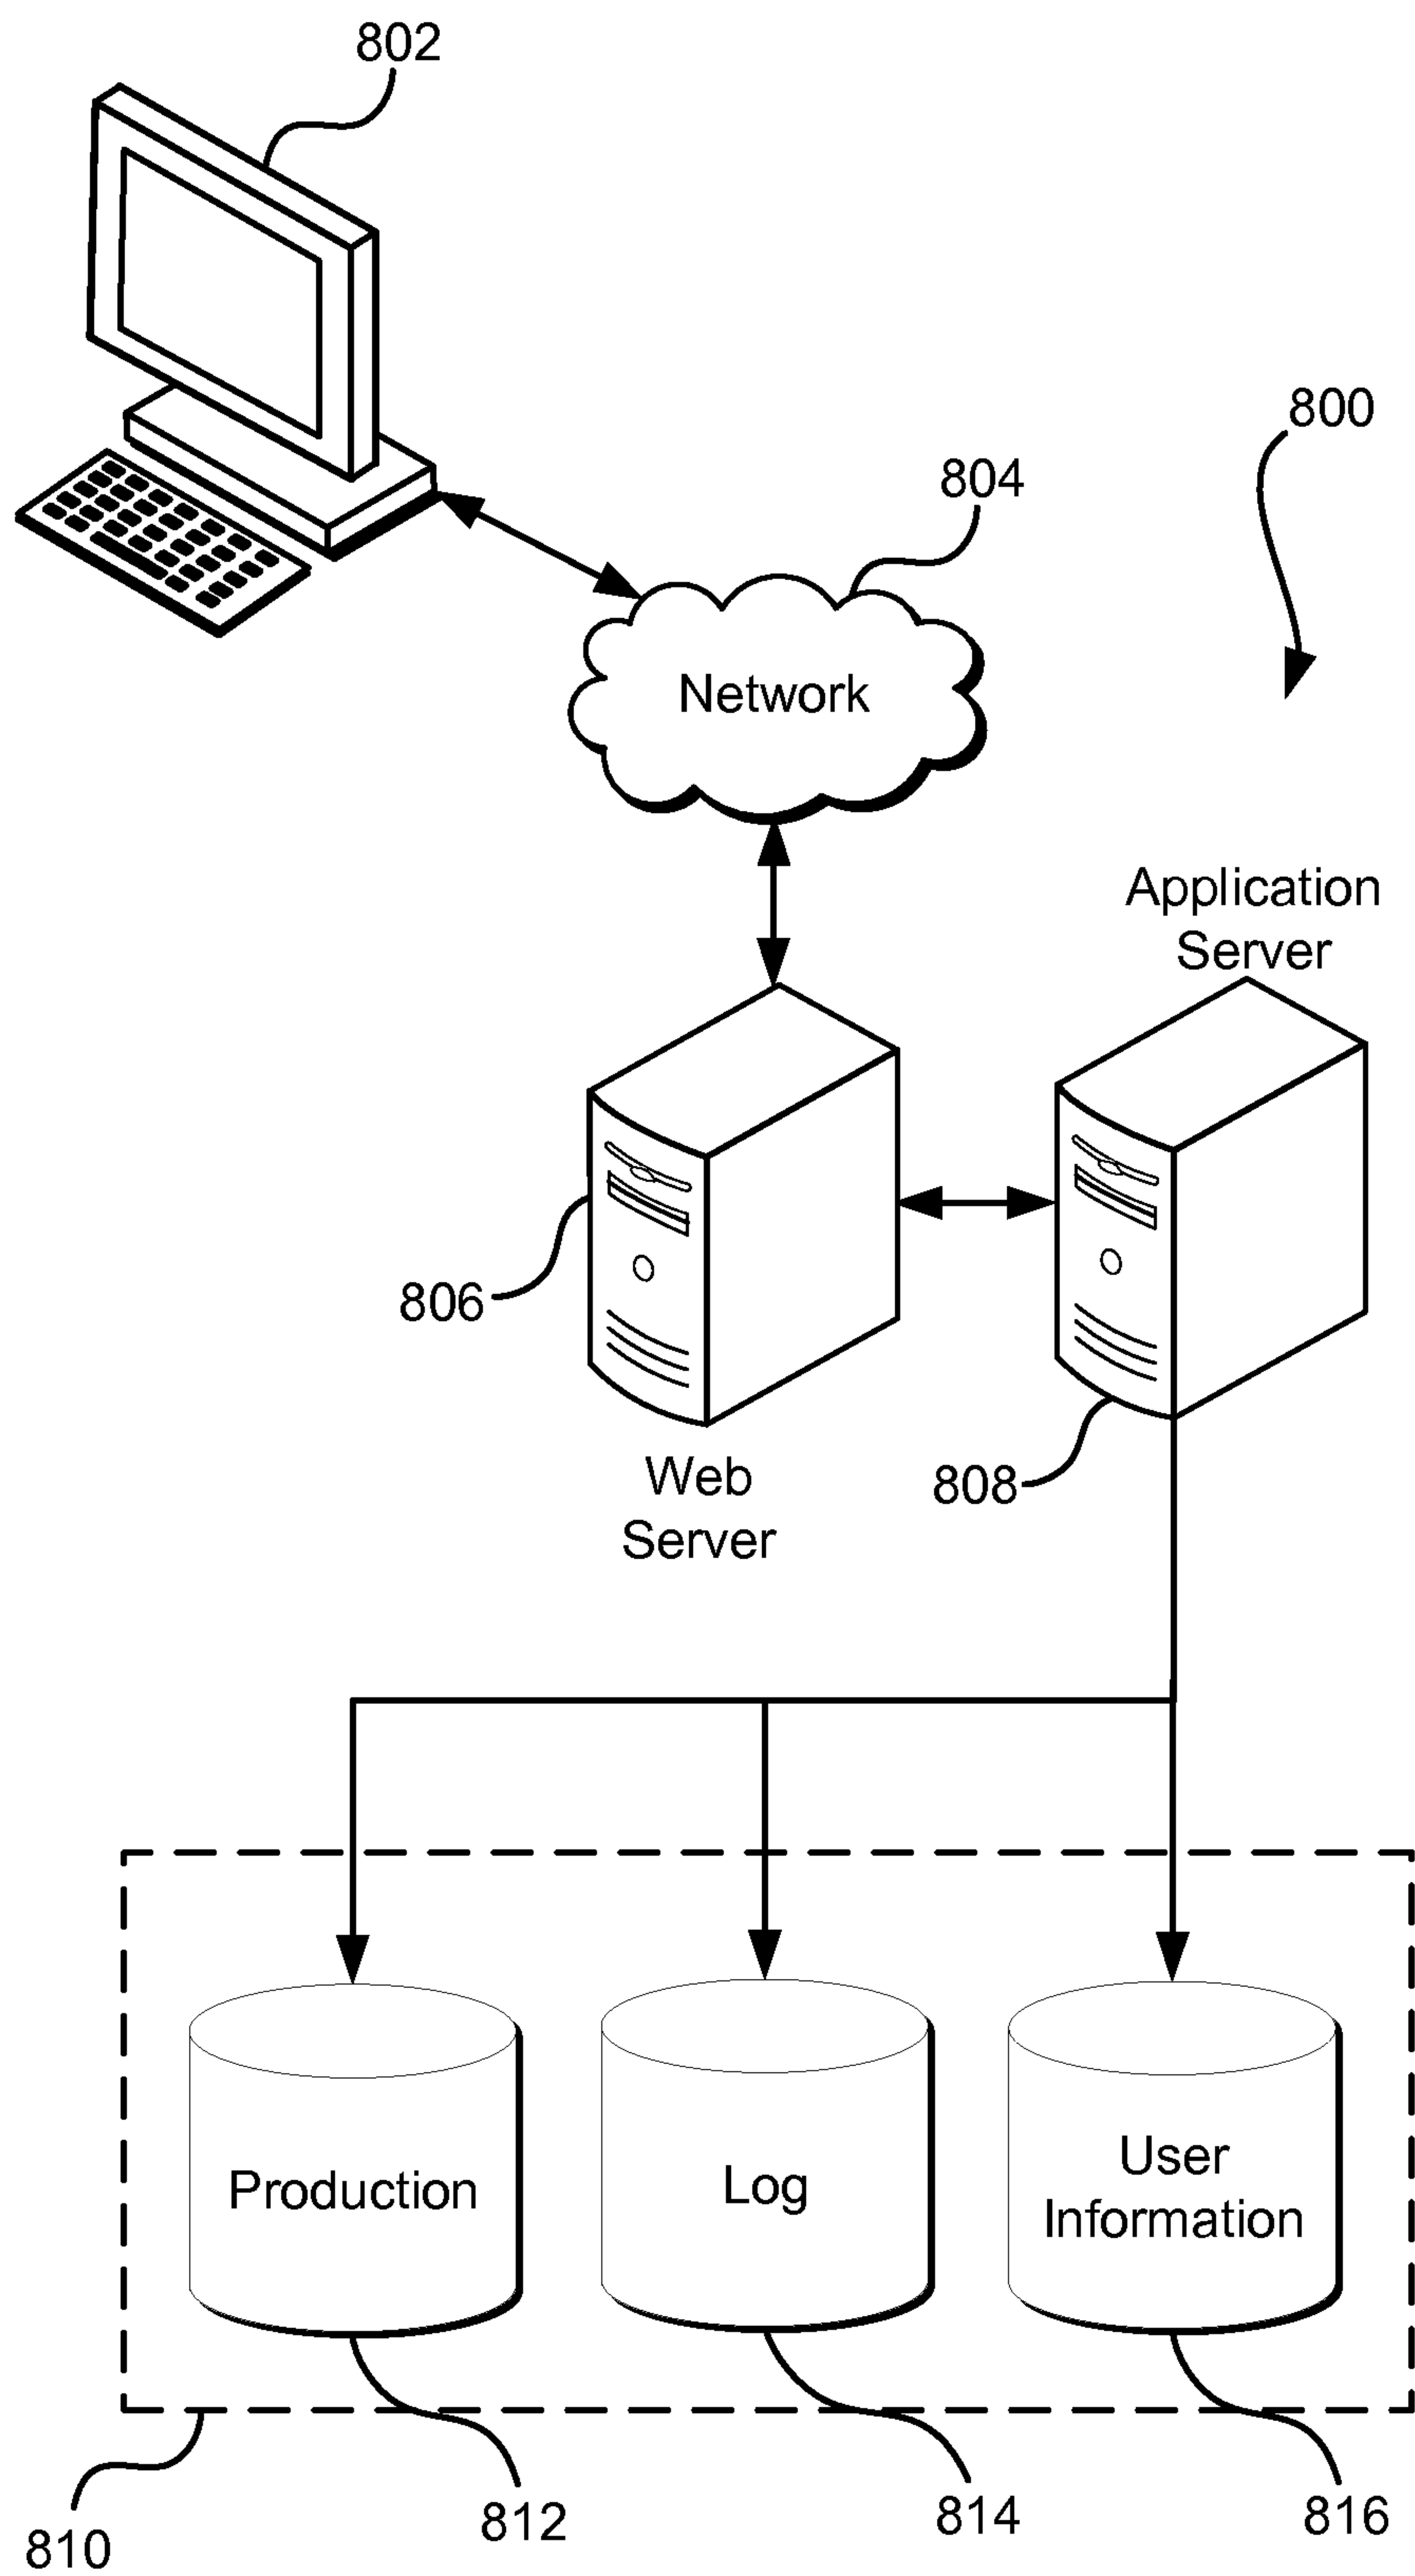 802
800
804
Network
Application
Server
806
Web
Server
808
Production
Log
User
Information
810
812
814
816